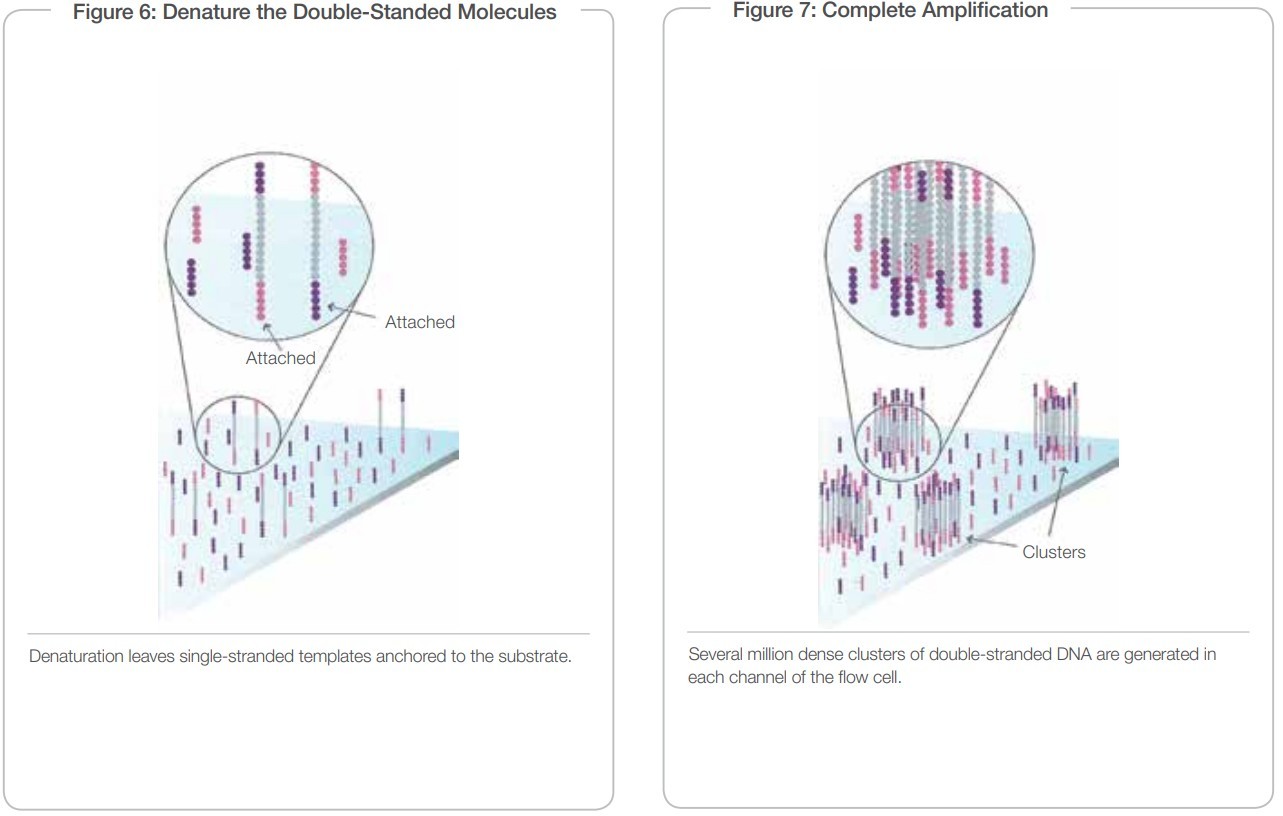 Figure 6: Denature the Double-Standed Molecules
Attached
Attached
Denaturation leaves single-stranded templates anchored to the substrate.
Figure 7: Complete Amplification
Clusters
Several million dense clusters of double-stranded DNA are generated in
each channel of the flow cell.